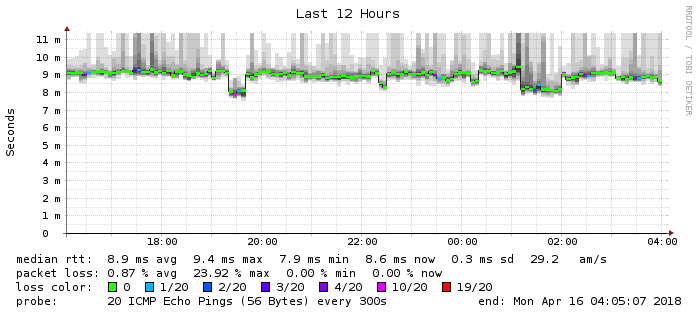 Last 12 Hours
RRDTOOL / TOBI OETIKER
Seconds
11 m
10 m
9 m
8 m
7 m
6 m
5 m
4 m
3 m
2 m
1 m
0
18:00 20:00 22:00 00:00 02:00 04:00
median rtt: 8.9 ms avg 9.4 ms max 7.9 ms min 8.6 ms now 0.3 ms sd 29.2 am/s
packet loss: 0.87 % avg 23.92 % max 0.00 % min 0.00 % now
loss color: 0 1/20 2/20 3/20 4/20 10/20 19/20
probe: 20 ICMP Echo Pings (56 Bytes) every 300s end: Mon Apr 16 04:05:07 2018